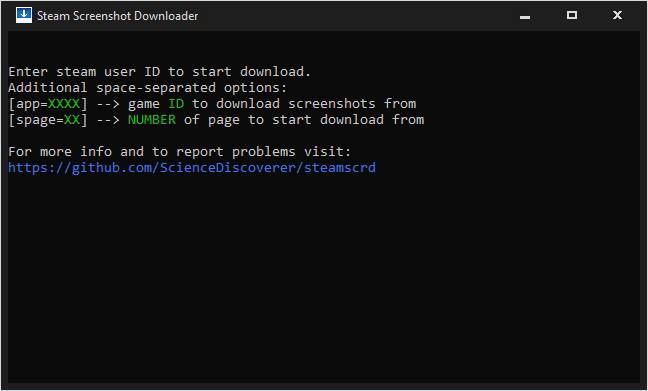 Steam Screenshot Downloader
Enter steam user ID to start download.
Additional space-separated options:
[app=XXXX] --> game ID to download screenshots from
[spage=XX] --> NUMBER of page to start download from
For more info and to report problems visit:
https://github.com/ScienceDiscoverer/steamscrd